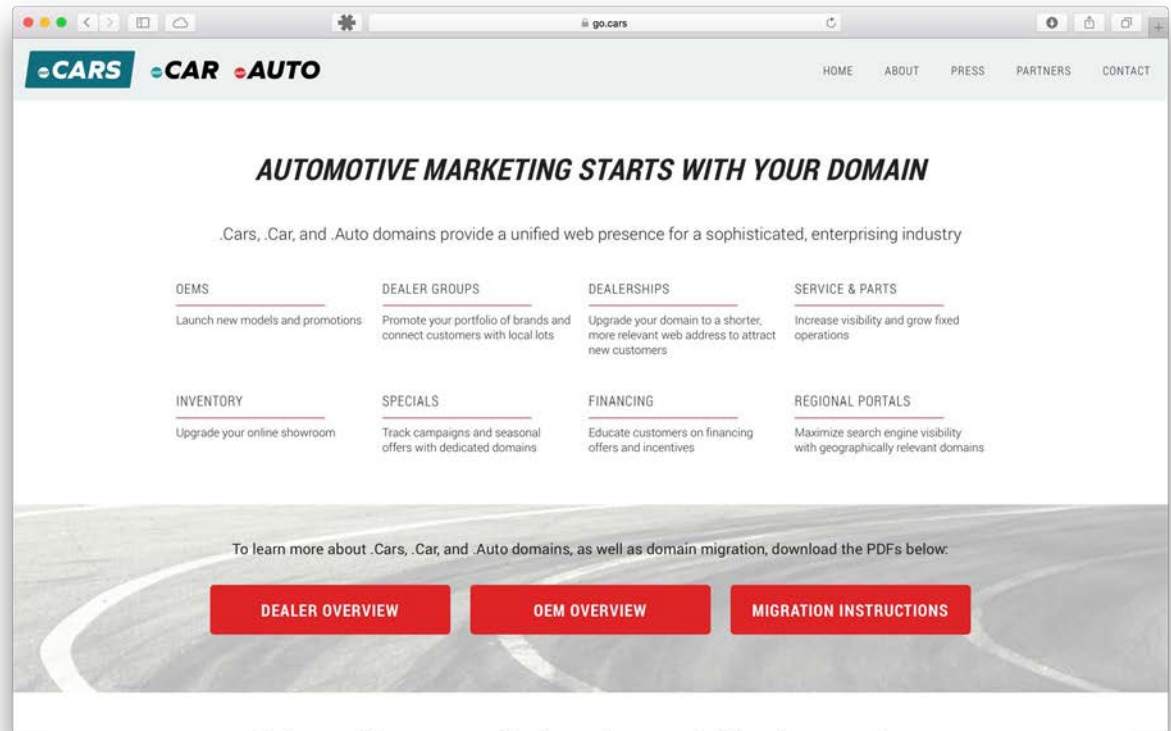 go.cars
CARS CAR AUTO
HOME ABOUT PRESS PARTNERS CONTACT
AUTOMOTIVE MARKETING STARTS WITH YOUR DOMAIN
.Cars, .Car, and .Auto domains provide a unified web presence for a sophisticated, enterprising industry
OEMS
Launch new models and promotions
DEALER GROUPS
Promote your portfolio of brands and
connect customers with local lots
DEALERSHIPS
Upgrade your domain to a shorter,
more relevant web address to attract
new customers
SERVICE & PARTS
Increase visibility and grow fixed
operations
INVENTORY
Upgrade your online showroom
SPECIALS
Track campaigns and seasonal
offers with dedicated domains
FINANCING
Educate customers on financing
offers and incentives
REGIONAL PORTALS
Maximize search engine visibility
with geographically relevant domains
To learn more about .Cars, .Car, and .Auto domains, as well as domain migration, download the PDFs below:
DEALER OVERVIEW
OEM OVERVIEW
MIGRATION INSTRUCTIONS